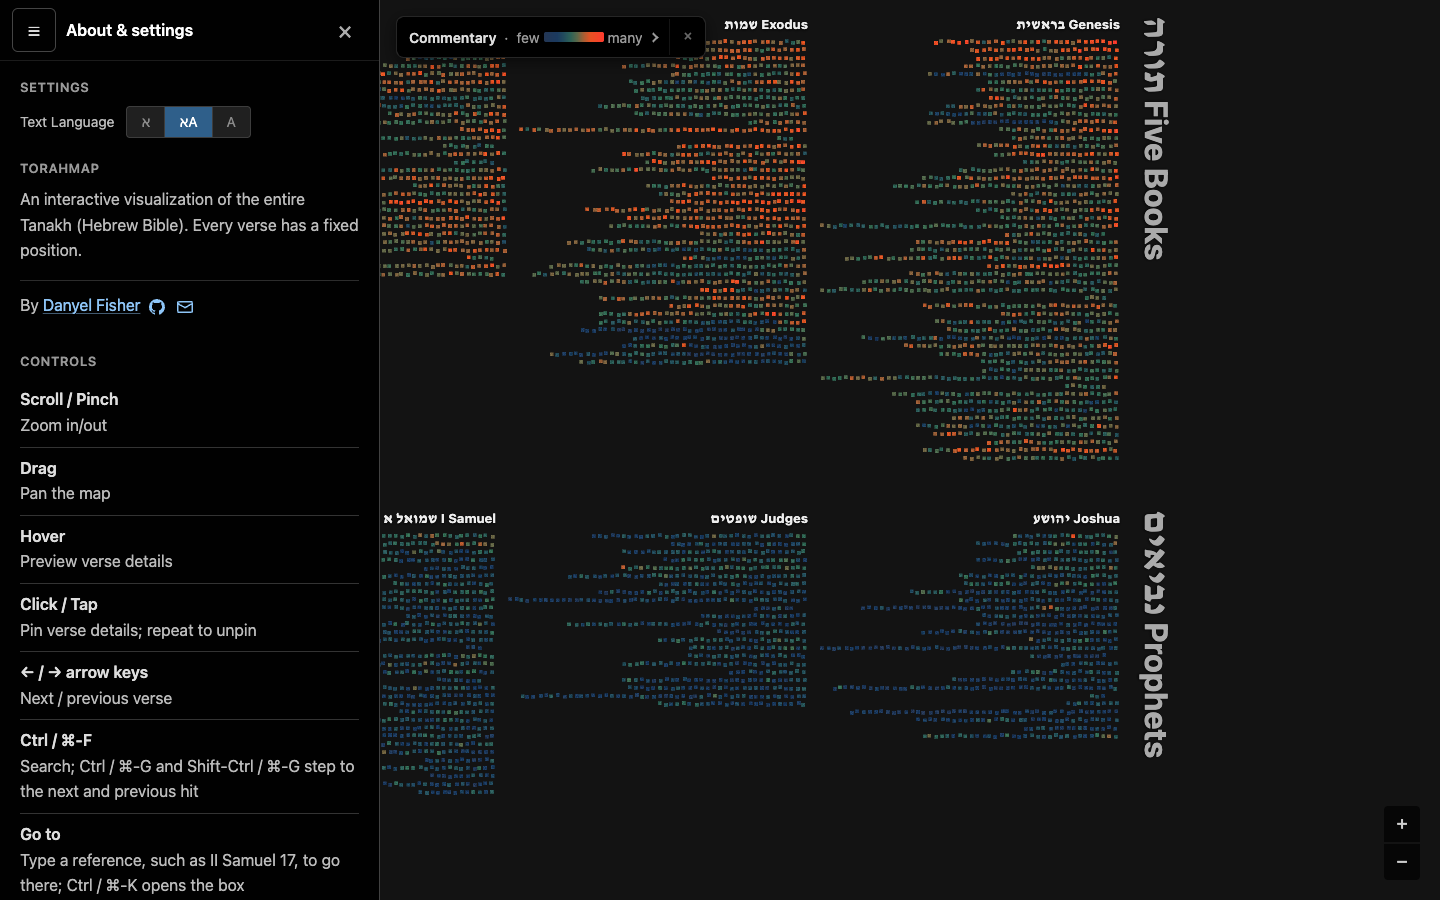 ☰ About & settings ×
SETTINGS
Text Language א אA A
TORAHMAP
An interactive visualization of the entire
Tanakh (Hebrew Bible). Every verse has a fixed
position.
By Danyel Fisher
CONTROLS
Scroll / Pinch
Zoom in/out
Drag
Pan the map
Hover
Preview verse details
Click / Tap
Pin verse details; repeat to unpin
← / → arrow keys
Next / previous verse
Ctrl / ⌘-F
Search; Ctrl / ⌘-G and Shift-Ctrl / ⌘-G step to
the next and previous hit
Go to
Type a reference, such as II Samuel 17, to go
there; Ctrl / ⌘-K opens the box
Commentary · few many › ×
שמות Exodus
בראשית Genesis
תורה Five Books
שמואל א I Samuel
שופטים Judges
יהושע Joshua
נביאים Prophets
+
−